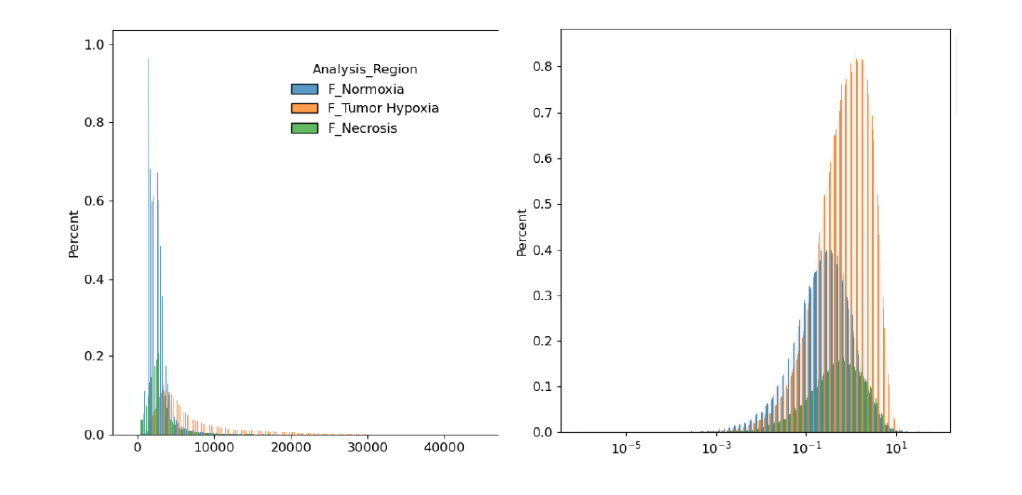 1.0
0.8
0.6
0.4
0.2
0.0
Percent
Analysis_Region
F_Normoxia
F_Tumor Hypoxia
F_Necrosis
0 10000 20000 30000 40000
0.8
0.7
0.6
0.5
0.4
0.3
0.2
0.1
0.0
Percent
10⁻⁵ 10⁻³ 10⁻¹ 10¹